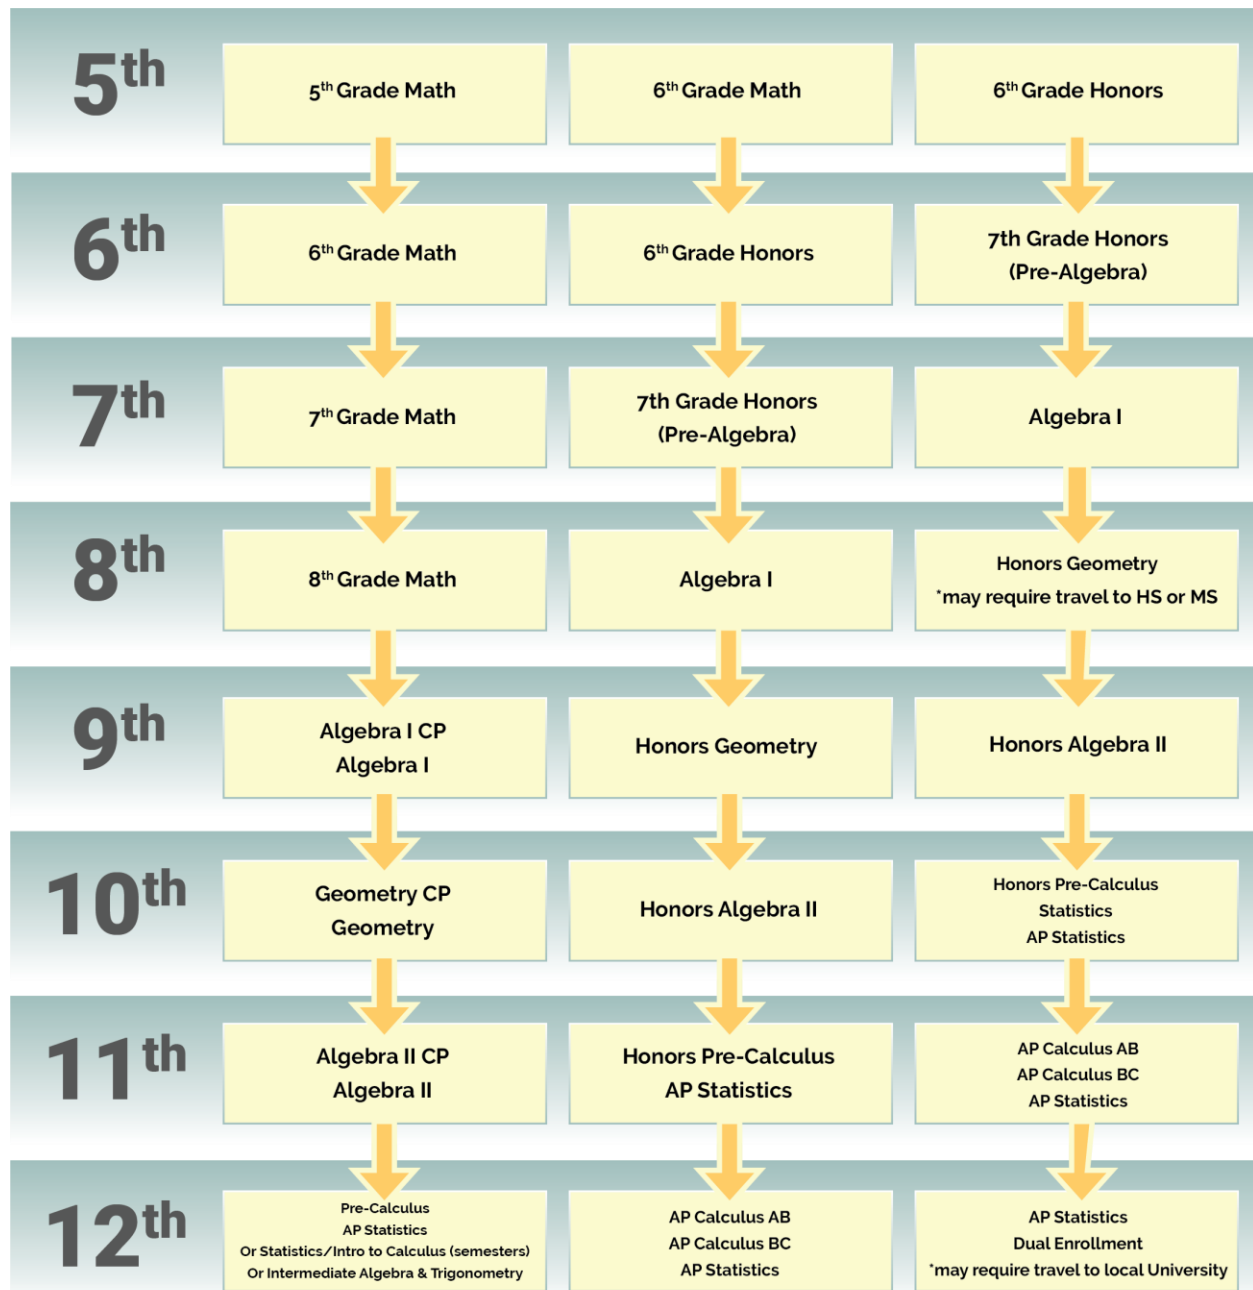 5th
5th Grade Math
6th Grade Math
6th Grade Honors
6th
6th Grade Math
6th Grade Honors
7th Grade Honors
(Pre-Algebra)
7th
7th Grade Math
7th Grade Honors
(Pre-Algebra)
Algebra I
8th
8th Grade Math
Algebra I
Honors Geometry
*may require travel to HS or MS
9th
Algebra I CP
Algebra I
Honors Geometry
Honors Algebra II
10th
Geometry CP
Geometry
Honors Algebra II
Honors Pre-Calculus
Statistics
AP Statistics
11th
Algebra II CP
Algebra II
Honors Pre-Calculus
AP Statistics
AP Calculus AB
AP Calculus BC
AP Statistics
12th
Pre-Calculus
AP Statistics
Or Statistics/Intro to Calculus (semesters)
Or Intermediate Algebra & Trigonometry
AP Calculus AB
AP Calculus BC
AP Statistics
AP Statistics
Dual Enrollment
*may require travel to local University